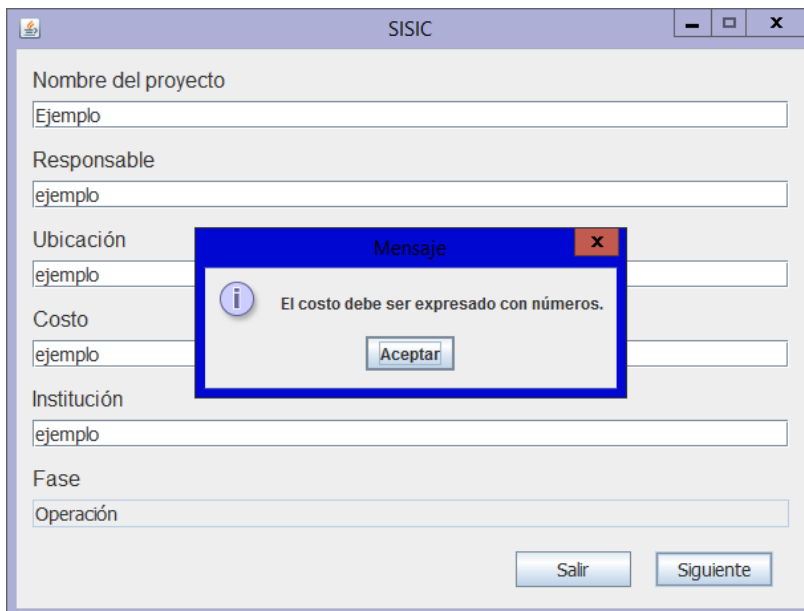 SISIC
Nombre del proyecto
Ejemplo
Responsable
ejemplo
Ubicación
ejemplo
Mensaje
El costo debe ser expresado con números.
Aceptar
Costo
ejemplo
Institución
ejemplo
Fase
Operación
Salir Siguiente